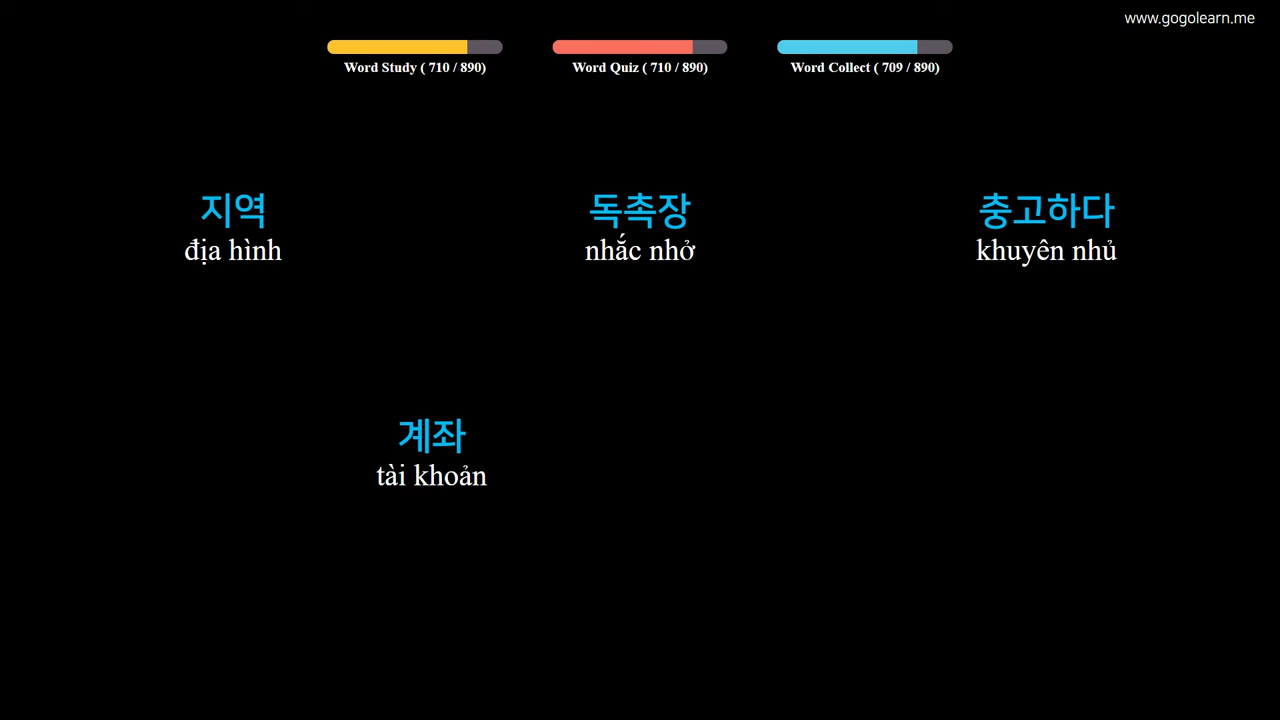 www.gogolearn.me
Word Study ( 710 / 890)
Word Quiz ( 710 / 890)
Word Collect ( 709 / 890)
지역
địa hình
독촉장
nhắc nhở
충고하다
khuyên nhủ
계좌
tài khoản